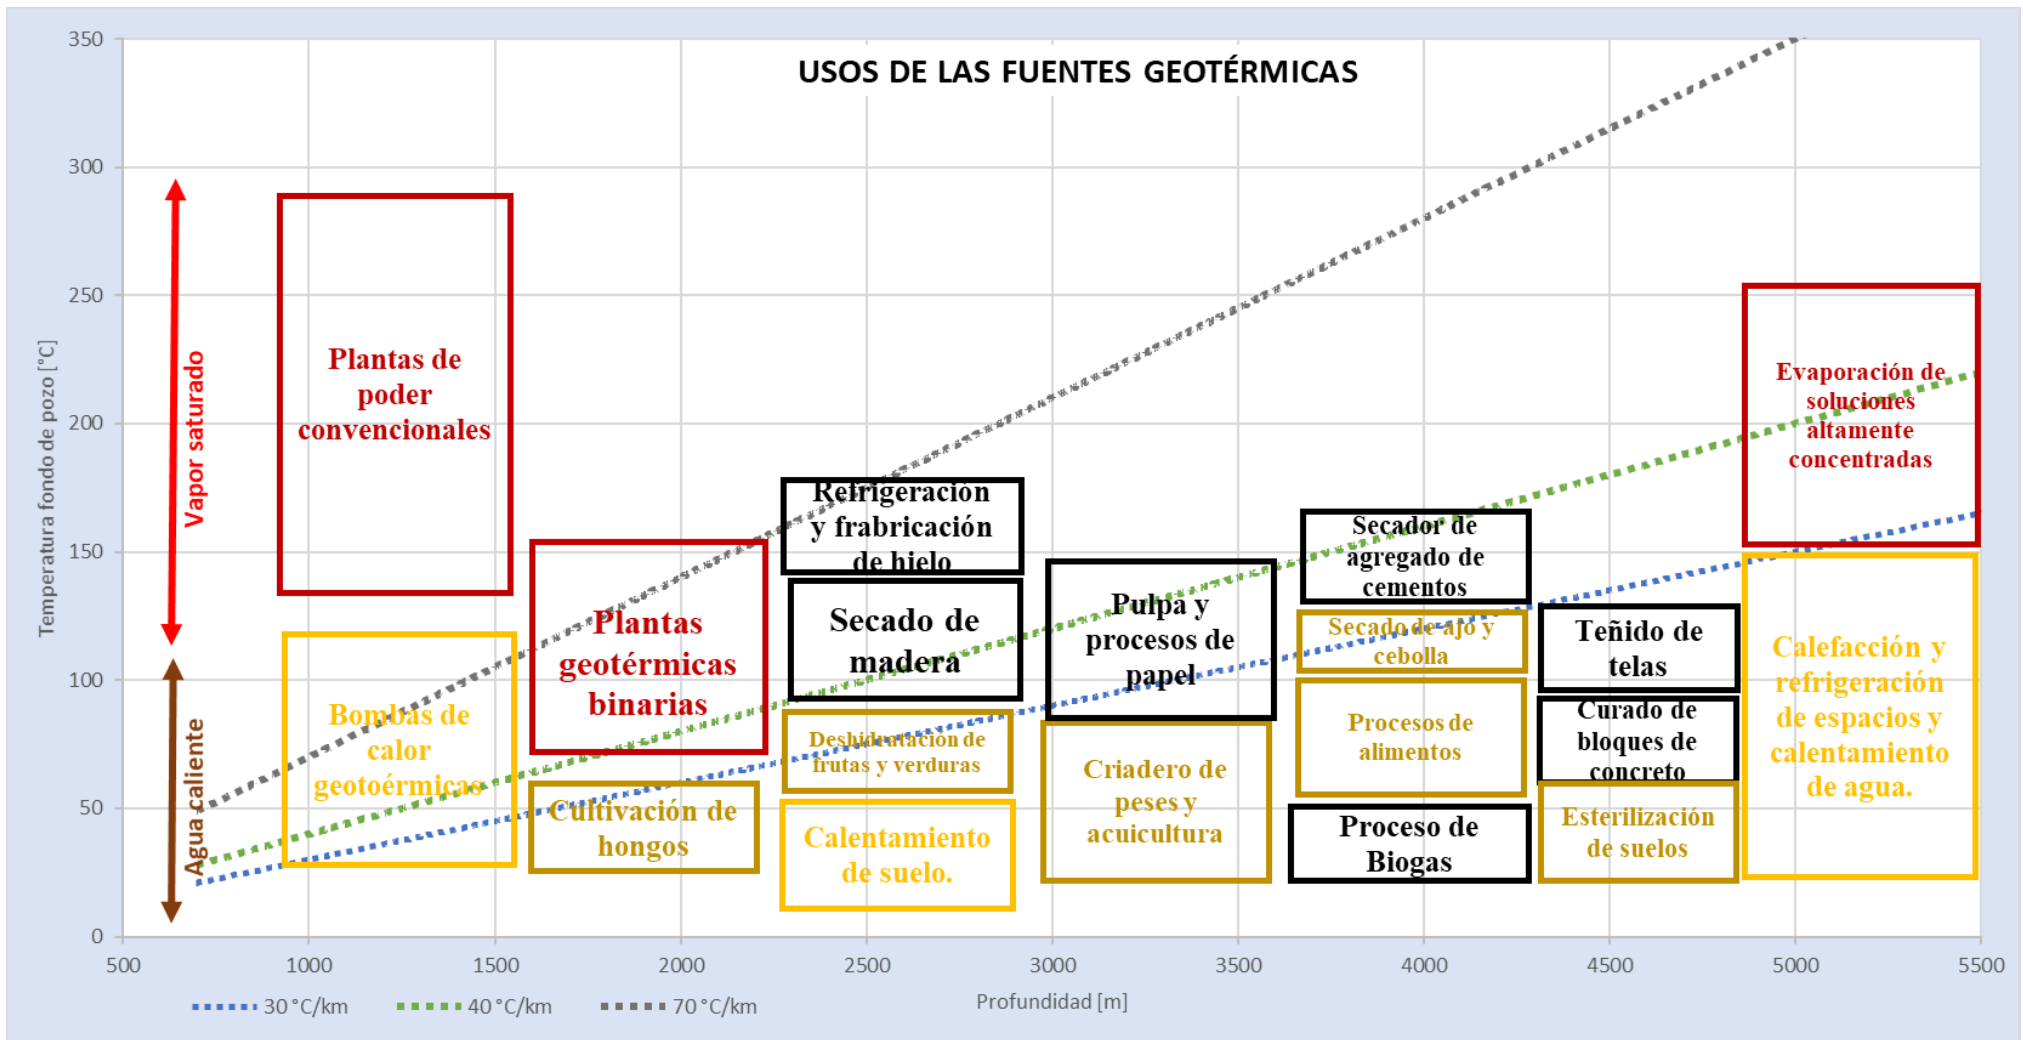 USOS DE LAS FUENTES GEOTÉRMICAS
350
300
250
200
150
100
50
0
Temperatura fondo de pozo [°C]
Vapor saturado
Agua caliente
Plantas de
poder
convencionales
Bombas de
calor
geotoérmicas
Plantas
geotérmicas
binarias
Cultivación de
hongos
Refrigeración
y frabricación
de hielo
Secado de
madera
Deshidratación de
frutas y verduras
Calentamiento
de suelo.
Pulpa y
procesos de
papel
Criadero de
peses y
acuicultura
Secador de
agregado de
cementos
Secado de ajo y
cebolla
Procesos de
alimentos
Proceso de
Biogas
Teñido de
telas
Curado de
bloques de
concreto
Esterilización
de suelos
Evaporación de
soluciones
altamente
concentradas
Calefacción y
refrigeración
de espacios y
calentamiento
de agua.
500 1000 1500 2000 2500 3000 3500 4000 4500 5000 5500
Profundidad [m]
30 °C/km 40 °C/km 70 °C/km